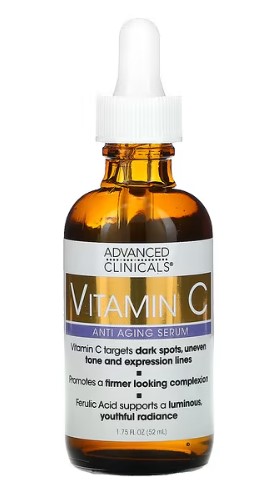 ADVANCED
CLINICALS®
VITAMIN C
ANTI AGING SERUM
Vitamin C targets dark spots, uneven
tone and expression lines
Promotes a firmer looking complexion
Ferulic Acid supports a luminous,
youthful radiance
1.75 FL OZ (52 mL)